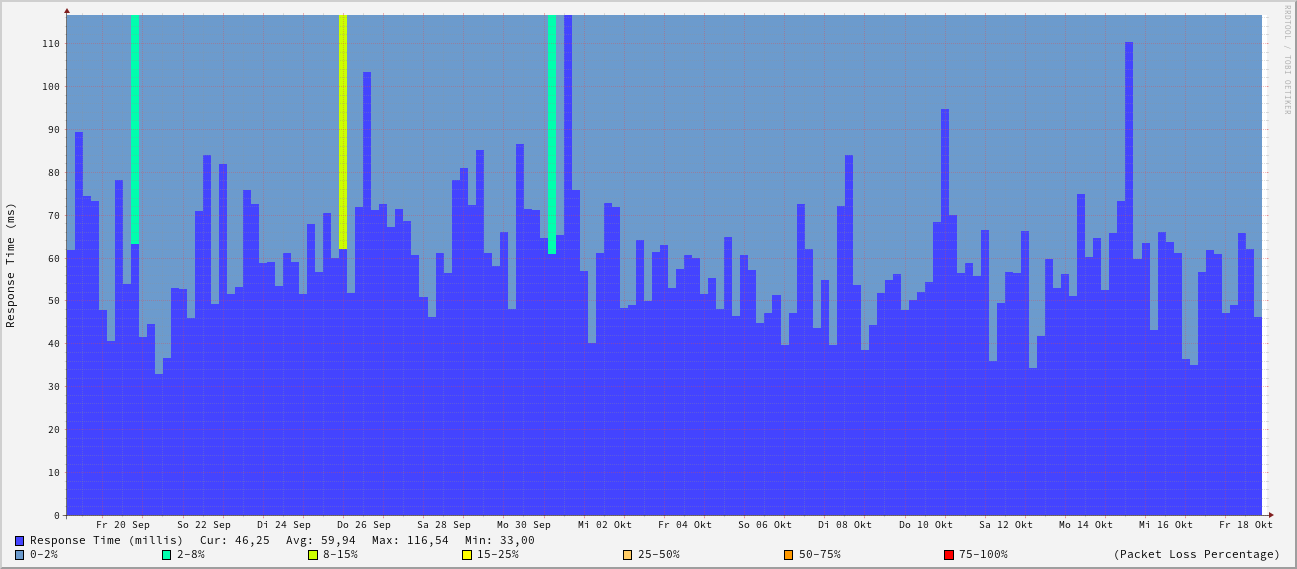 RRDTOOL / TOBI OETIKER
Response Time (ms)
110
100
90
80
70
60
50
40
30
20
10
0
Fr 20 Sep So 22 Sep Di 24 Sep Do 26 Sep Sa 28 Sep Mo 30 Sep Mi 02 Okt Fr 04 Okt So 06 Okt Di 08 Okt Do 10 Okt Sa 12 Okt Mo 14 Okt Mi 16 Okt Fr 18 Okt
Response Time (millis) Cur: 46,25 Avg: 59,94 Max: 116,54 Min: 33,00
0-2% 2-8% 8-15% 15-25% 25-50% 50-75% 75-100% (Packet Loss Percentage)